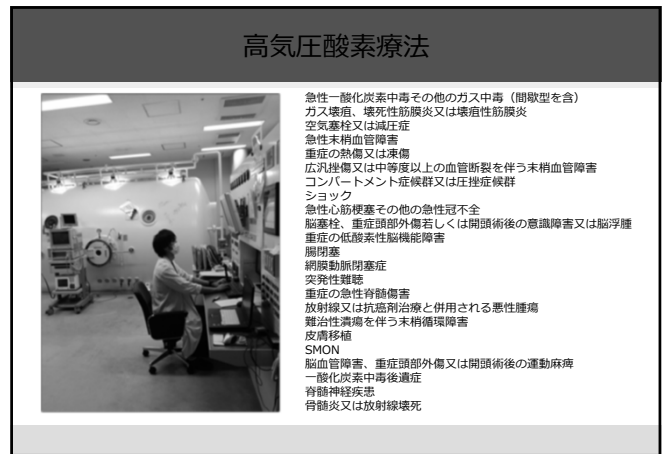 高気圧酸素療法
急性一酸化炭素中毒その他のガス中毒（間歇型を含）
ガス壊疽、壊死性筋膜炎又は壊疽性筋膜炎
空気塞栓又は減圧症
急性末梢血管障害
重症の熱傷又は凍傷
広汎挫傷又は中等度以上の血管断裂を伴う末梢血管障害
コンパートメント症候群又は圧挫症候群
ショック
急性心筋梗塞その他の急性冠不全
脳塞栓、重症頭部外傷若しくは開頭術後の意識障害又は脳浮腫
重症の低酸素性脳機能障害
腸閉塞
網膜動脈閉塞症
突発性難聴
重症の急性脊髄傷害
放射線又は抗癌剤治療と併用される悪性腫瘍
難治性潰瘍を伴う末梢循環障害
皮膚移植
SMON
脳血管障害、重症頭部外傷又は開頭術後の運動麻痺
一酸化炭素中毒後遺症
脊髄神経疾患
骨髄炎又は放射線壊死